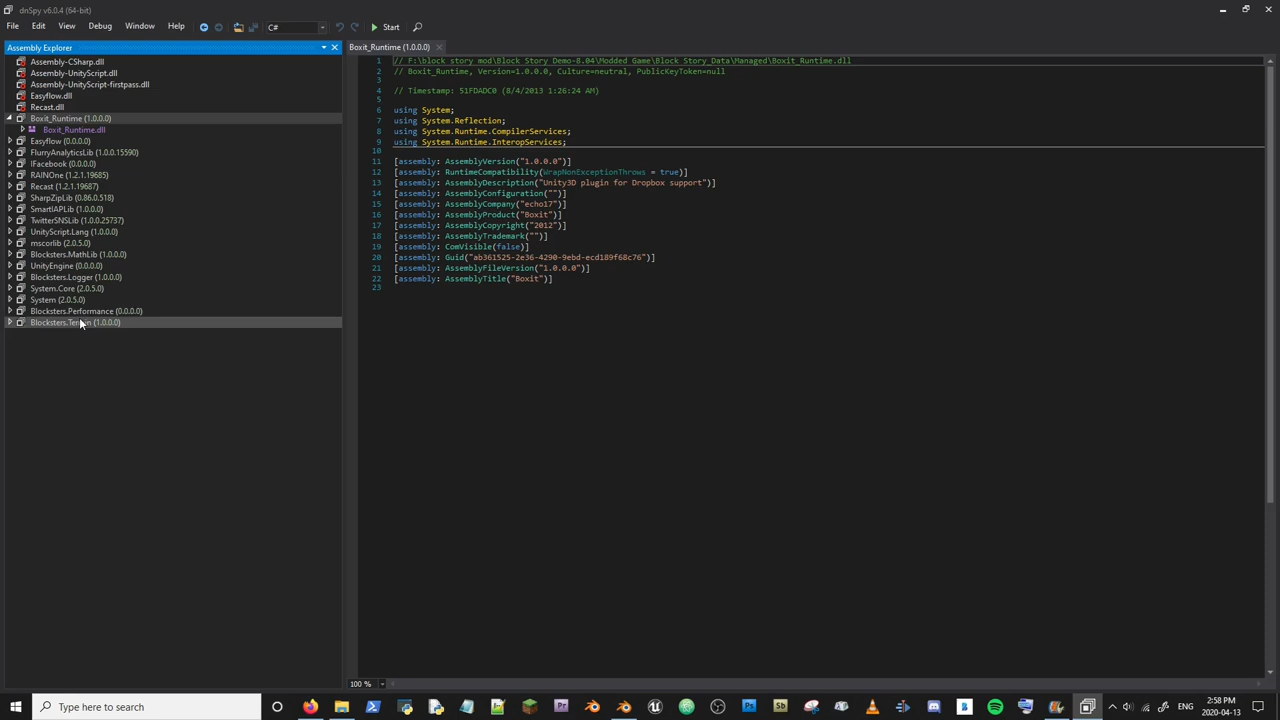 dnSpy v6.0.4 (64-bit)
File Edit View Debug Window Help C# Start
Assembly Explorer
Assembly-CSharp.dll
Assembly-UnityScript.dll
Assembly-UnityScript-firstpass.dll
Easyflow.dll
Recast.dll
Boxit_Runtime (1.0.0.0)
Boxit_Runtime.dll
Easyflow (0.0.0.0)
FlurryAnalyticsLib (1.0.0.15590)
IFacebook (0.0.0.0)
RAINOne (1.2.1.19685)
Recast (1.2.1.19687)
SharpZipLib (0.86.0.518)
SmartIAPLib (1.0.0.0)
TwitterSNSLib (1.0.0.25737)
UnityScript.Lang (1.0.0.0)
mscorlib (2.0.5.0)
Blocksters.MathLib (1.0.0.0)
UnityEngine (0.0.0.0)
Blocksters.Logger (1.0.0.0)
System.Core (2.0.5.0)
System (2.0.5.0)
Blocksters.Performance (0.0.0.0)
Blocksters.Terrain (1.0.0.0)
Boxit_Runtime (1.0.0.0)
1 // F:\block story mod\Block Story Demo-8.04\Modded Game\Block Story_Data\Managed\Boxit_Runtime.dll
2 // Boxit_Runtime, Version=1.0.0.0, Culture=neutral, PublicKeyToken=null
3
4 // Timestamp: 51FDADC0 (8/4/2013 1:26:24 AM)
5
6 using System;
7 using System.Reflection;
8 using System.Runtime.CompilerServices;
9 using System.Runtime.InteropServices;
10
11 [assembly: AssemblyVersion("1.0.0.0")]
12 [assembly: RuntimeCompatibility(WrapNonExceptionThrows = true)]
13 [assembly: AssemblyDescription("Unity3D plugin for Dropbox support")]
14 [assembly: AssemblyConfiguration("")]
15 [assembly: AssemblyCompany("echo17")]
16 [assembly: AssemblyProduct("Boxit")]
17 [assembly: AssemblyCopyright("2012")]
18 [assembly: AssemblyTrademark("")]
19 [assembly: ComVisible(false)]
20 [assembly: Guid("ab361525-2e36-4290-9ebd-ecd189f68c76")]
21 [assembly: AssemblyFileVersion("1.0.0.0")]
22 [assembly: AssemblyTitle("Boxit")]
23
100 %
Type here to search
ENG
2:58 PM
2020-04-13